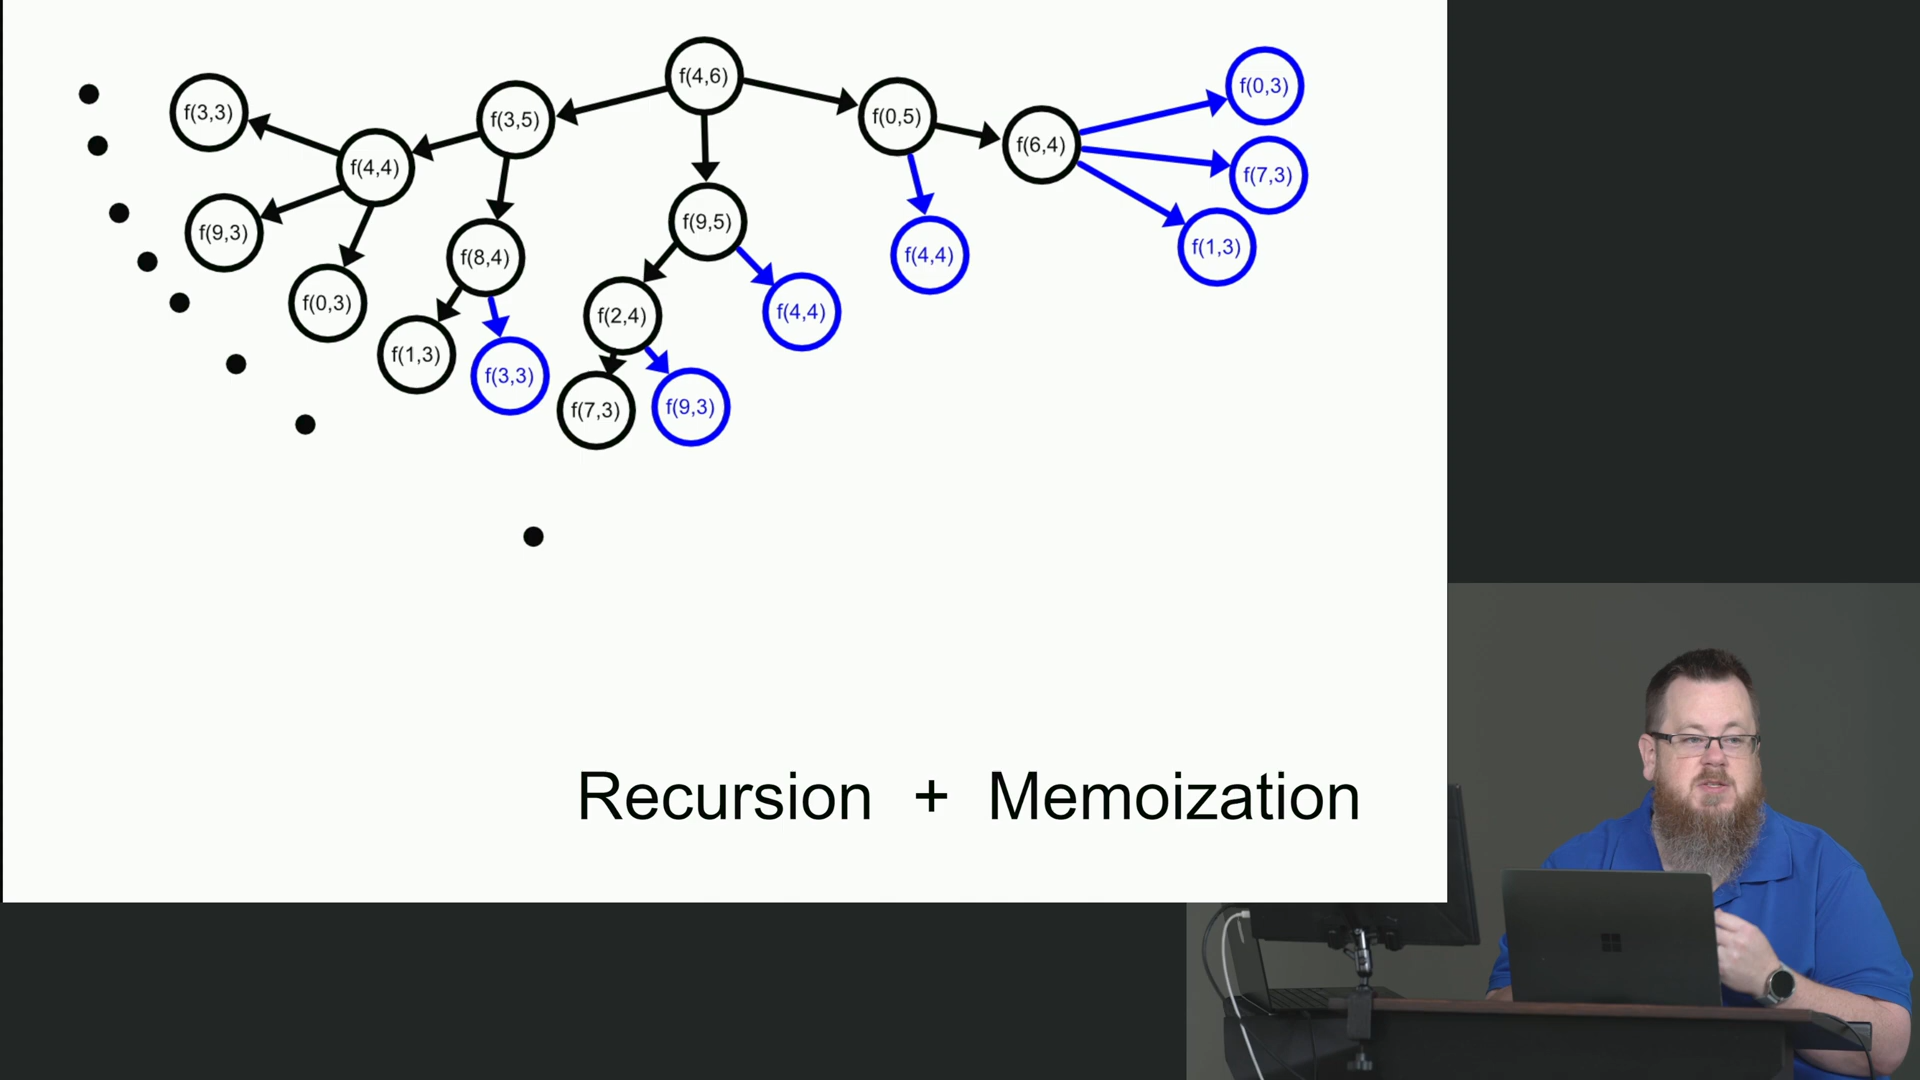 f(4,6)
f(0,3)
f(3,3)
f(3,5)
f(0,5)
f(6,4)
f(4,4)
f(7,3)
f(9,3)
f(9,5)
f(1,3)
f(8,4)
f(4,4)
f(0,3)
f(2,4)
f(4,4)
f(1,3)
f(3,3)
f(7,3)
f(9,3)
Recursion + Memoization